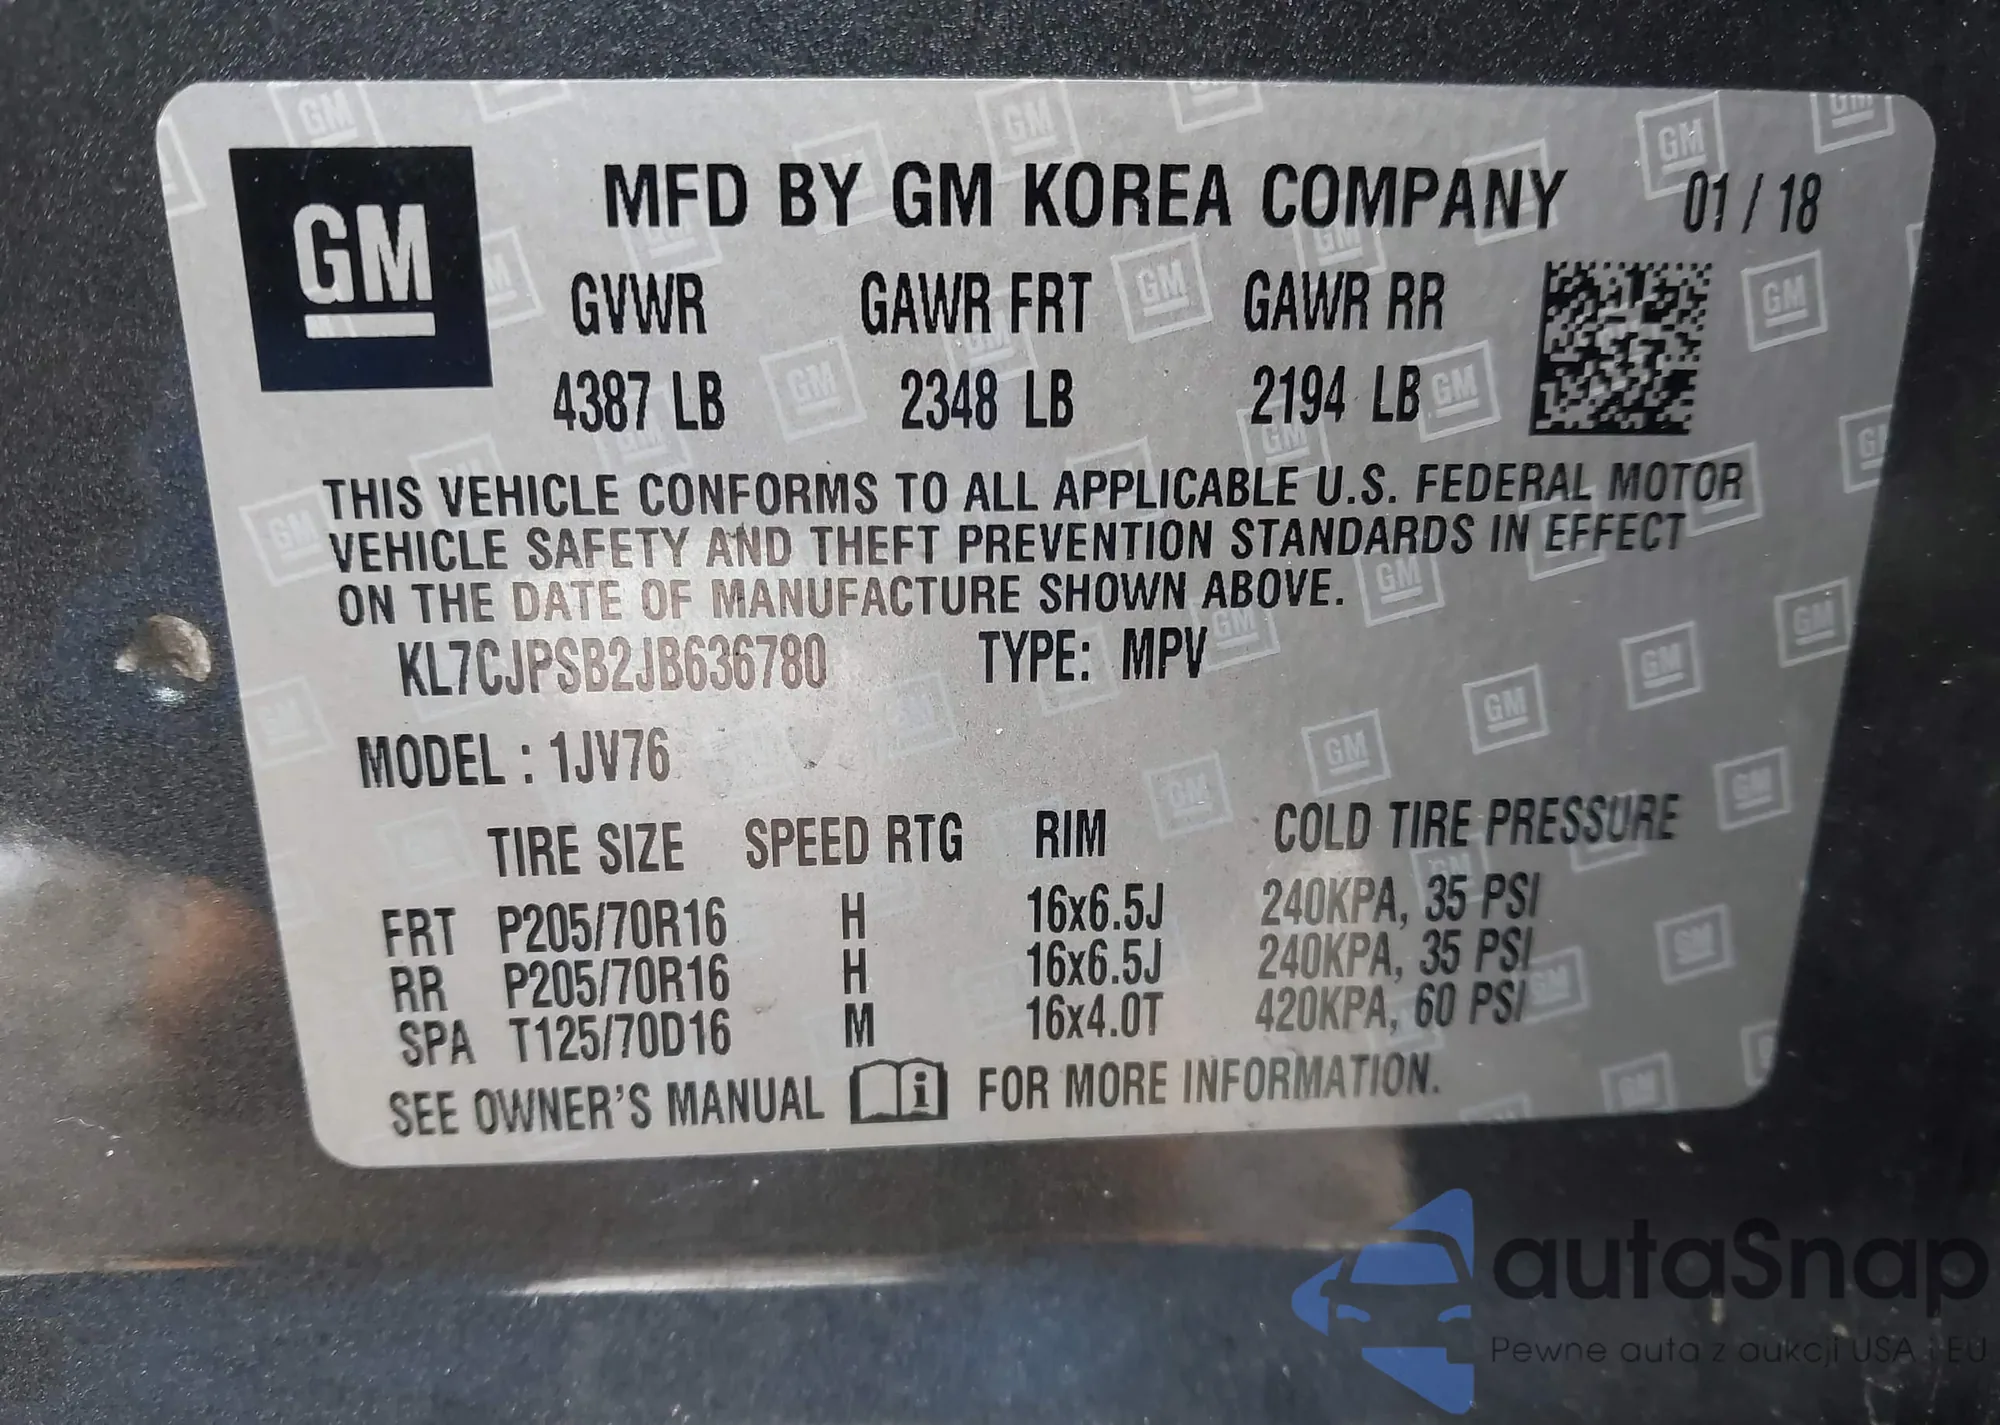 GM
MFD BY GM KOREA COMPANY 01 / 18
GVWR GAWR FRT GAWR RR
4387 LB 2348 LB 2194 LB
THIS VEHICLE CONFORMS TO ALL APPLICABLE U.S. FEDERAL MOTOR
VEHICLE SAFETY AND THEFT PREVENTION STANDARDS IN EFFECT
ON THE DATE OF MANUFACTURE SHOWN ABOVE.
KL7CJPSB2JB636780 TYPE: MPV
MODEL : 1JV76
TIRE SIZE SPEED RTG RIM COLD TIRE PRESSURE
FRT P205/70R16 H 16x6.5J 240KPA, 35 PSI
RR P205/70R16 H 16x6.5J 240KPA, 35 PSI
SPA T125/70D16 M 16x4.0T 420KPA, 60 PSI
SEE OWNER'S MANUAL i FOR MORE INFORMATION.
autaSnap
Pewne auta z aukcji USA i EU